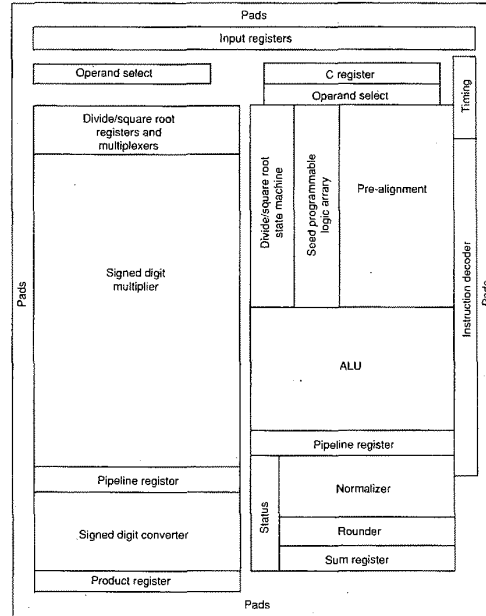 Pads
Input registers
Operand select
C register
Operand select
Timing
Divide/square root
registers and
multiplexers
Divide/square root
state machine
Seed programmable
logic array
Pre-alignment
Signed digit
multiplier
Pads
Instruction decoder
Pads
ALU
Pipeline register
Pipeline register
Status
Normalizer
Signed digit converter
Rounder
Sum register
Product register
Pads